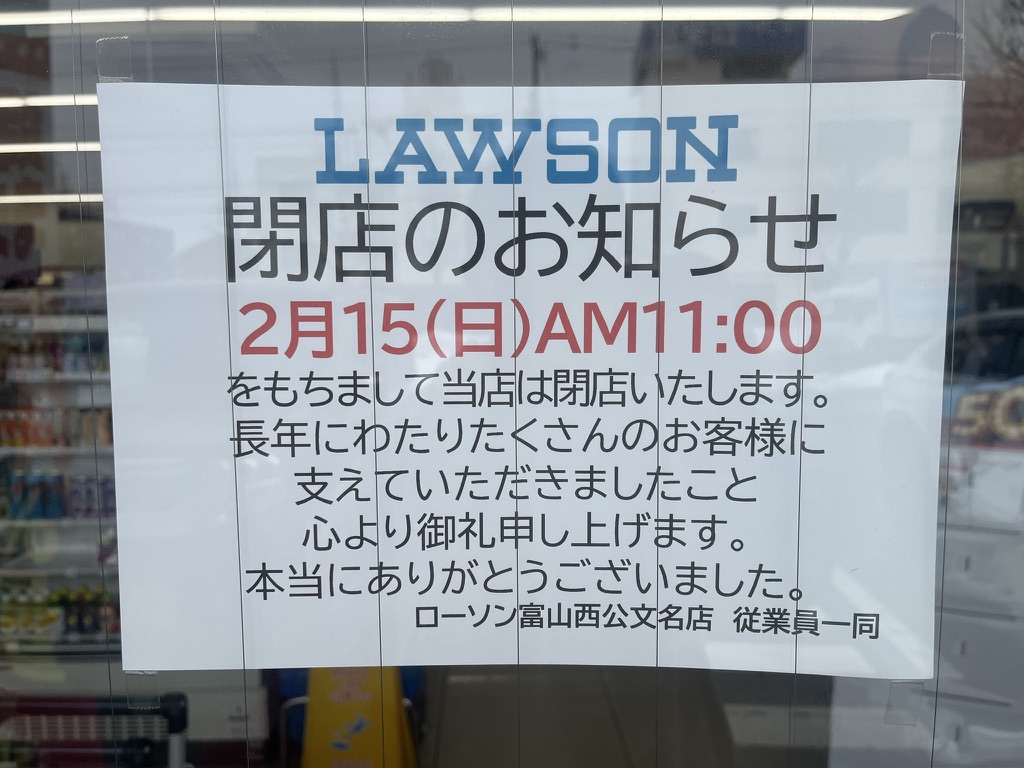 LAWSON
閉店のお知らせ
2月15(日)AM11:00
をもちまして当店は閉店いたします。
長年にわたりたくさんのお客様に
支えていただきましたこと
心より御礼申し上げます。
本当にありがとうございました。
ローソン富山西公文名店 従業員一同